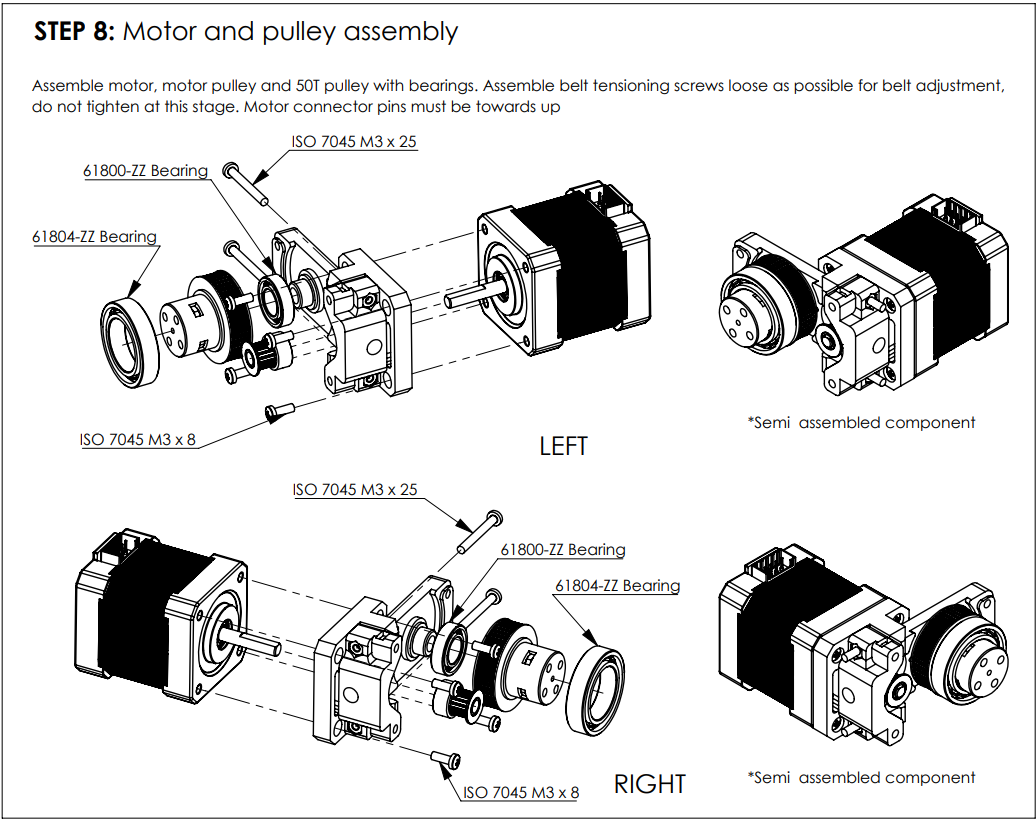 STEP 8: Motor and pulley assembly
Assemble motor, motor pulley and 50T pulley with bearings. Assemble belt tensioning screws loose as possible for belt adjustment,
do not tighten at this stage. Motor connector pins must be towards up
ISO 7045 M3 x 25
61800-ZZ Bearing
61804-ZZ Bearing
ISO 7045 M3 x 8
*Semi assembled component
LEFT
ISO 7045 M3 x 25
61800-ZZ Bearing
61804-ZZ Bearing
ISO 7045 M3 x 8
RIGHT
*Semi assembled component